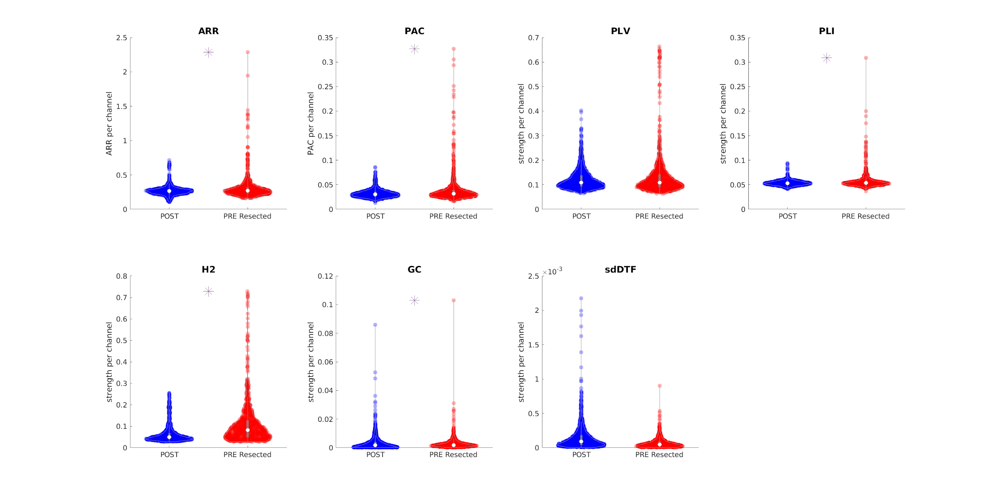 ARR
2.5
2
1.5
1
0.5
0
ARR per channel
POST
PRE Resected
PAC
0.35
0.3
0.25
0.2
0.15
0.1
0.05
0
PAC per channel
POST
PRE Resected
PLV
0.7
0.6
0.5
0.4
0.3
0.2
0.1
0
strength per channel
POST
PRE Resected
PLI
0.35
0.3
0.25
0.2
0.15
0.1
0.05
0
strength per channel
POST
PRE Resected
H2
0.8
0.7
0.6
0.5
0.4
0.3
0.2
0.1
0
strength per channel
POST
PRE Resected
GC
0.12
0.1
0.08
0.06
0.04
0.02
0
strength per channel
POST
PRE Resected
sdDTF
×10-3
2.5
2
1.5
1
0.5
0
strength per channel
POST
PRE Resected